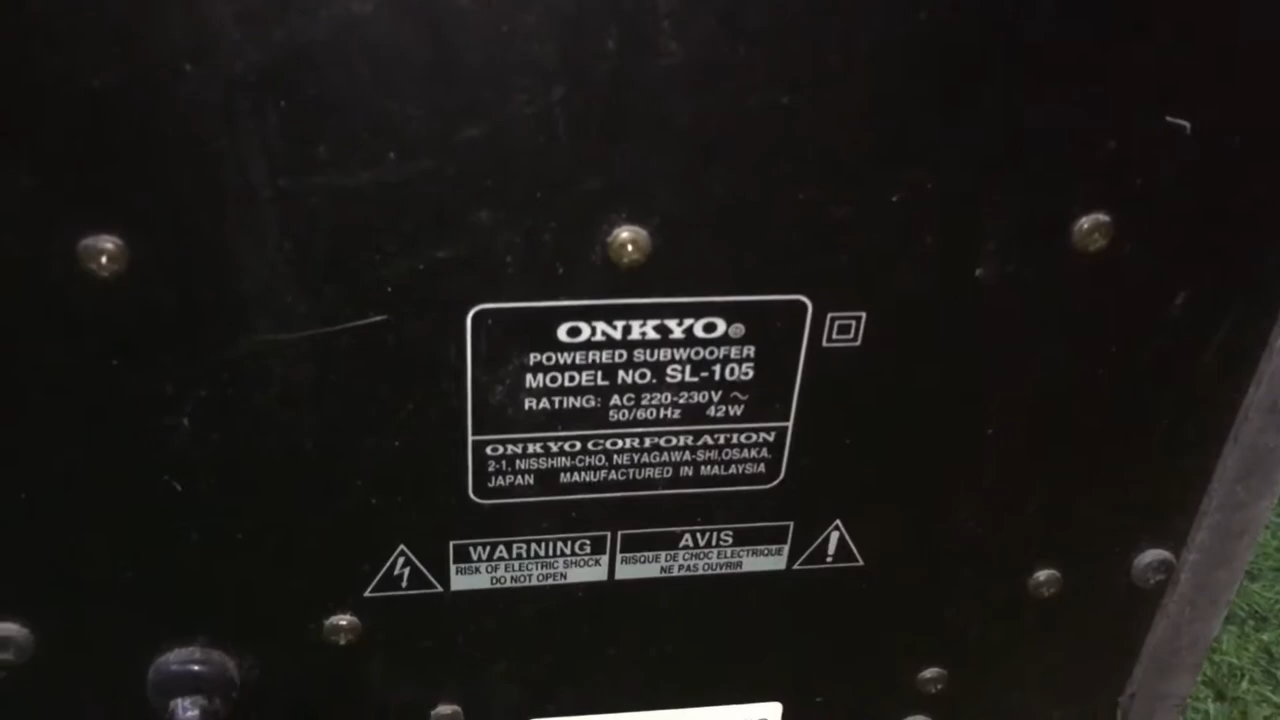 ONKYO®
POWERED SUBWOOFER
MODEL NO. SL-105
RATING: AC 220-230V ~
50/60 Hz 42W
ONKYO CORPORATION
2-1, NISSHIN-CHO, NEYAGAWA-SHI,OSAKA,
JAPAN MANUFACTURED IN MALAYSIA
WARNING
RISK OF ELECTRIC SHOCK
DO NOT OPEN
AVIS
RISQUE DE CHOC ELECTRIQUE
NE PAS OUVRIR